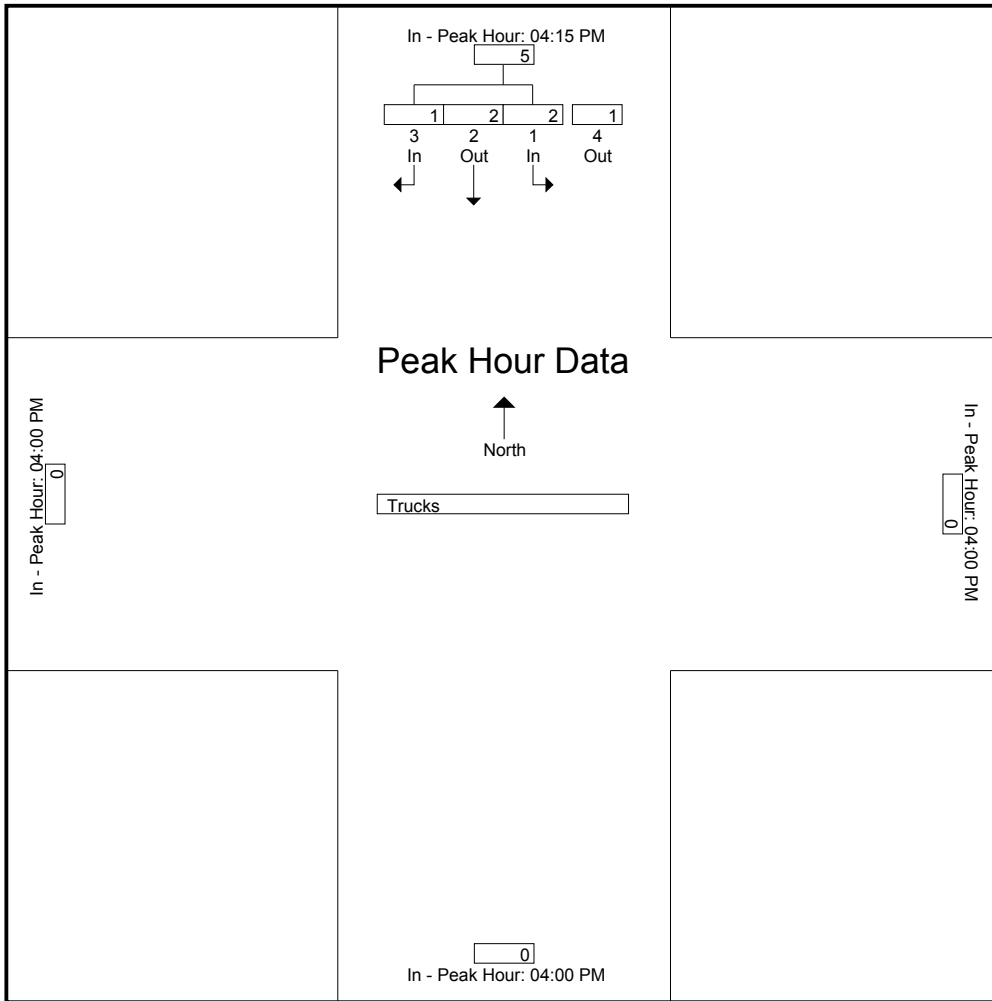 In - Peak Hour: 04:15 PM
5
1 2 2 1
3 2 1 4
In Out In Out
Peak Hour Data
North
In - Peak Hour: 04:00 PM
0
Trucks
0
In - Peak Hour: 04:00 PM
0
In - Peak Hour: 04:00 PM